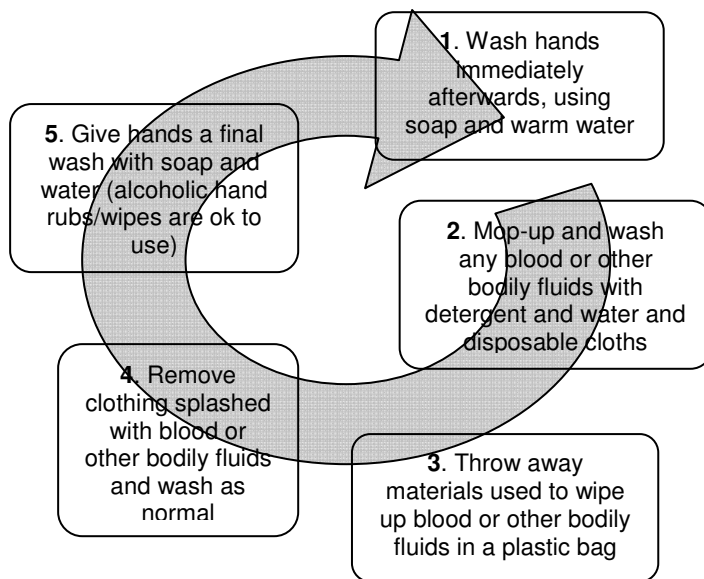 1. Wash hands
immediately
afterwards, using
soap and warm water
2. Mop-up and wash
any blood or other
bodily fluids with
detergent and water and
disposable cloths
3. Throw away
materials used to wipe
up blood or other bodily
fluids in a plastic bag
4. Remove
clothing splashed
with blood or
other bodily fluids
and wash as
normal
5. Give hands a final
wash with soap and
water (alcoholic hand
rubs/wipes are ok to
use)